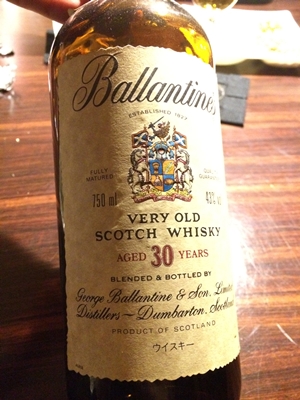 Ballantine's
ESTABLISHED 1827
FULLY
MATURED
750 ml
43%
VERY OLD
SCOTCH WHISKY
AGED 30 YEARS
BLENDED & BOTTLED BY
George Ballantine & Son, Limited
Distillers – Dumbarton, Scotland
PRODUCT OF SCOTLAND
ウイスキー